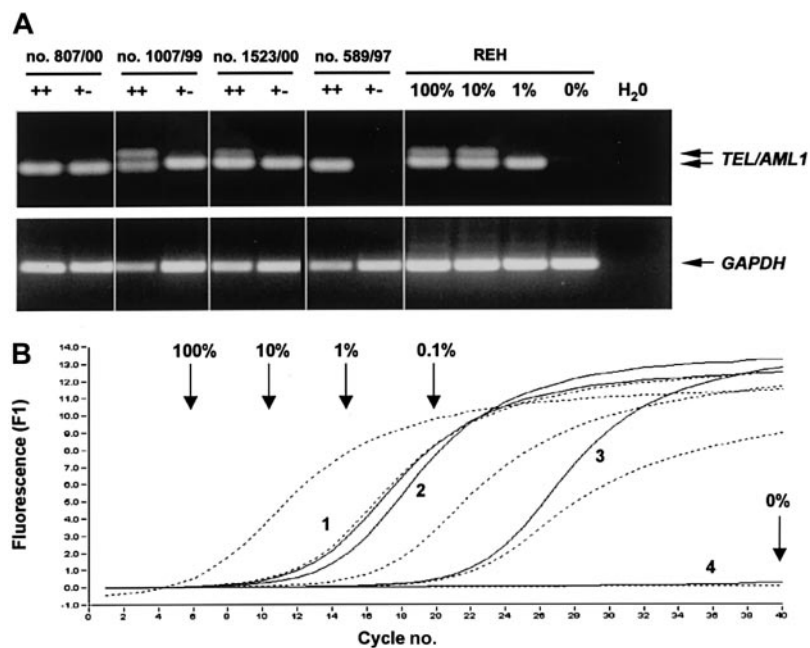 A
no. 807/00 no. 1007/99 no. 1523/00 no. 589/97 REH
++ +- ++ +- ++ +- ++ +- 100% 10% 1% 0% H20
TEL/AML1
GAPDH
B
100% 10% 1% 0.1%
0%
Fluorescence (F1)
14.0
13.0
12.0
11.0
10.0
9.0
8.0
7.0
6.0
5.0
4.0
3.0
2.0
1.0
0.0
-1.0
1
2
3
4
0 2 4 6 8 10 12 14 16 18 20 22 24 26 28 30 32 34 36 38 40
Cycle no.